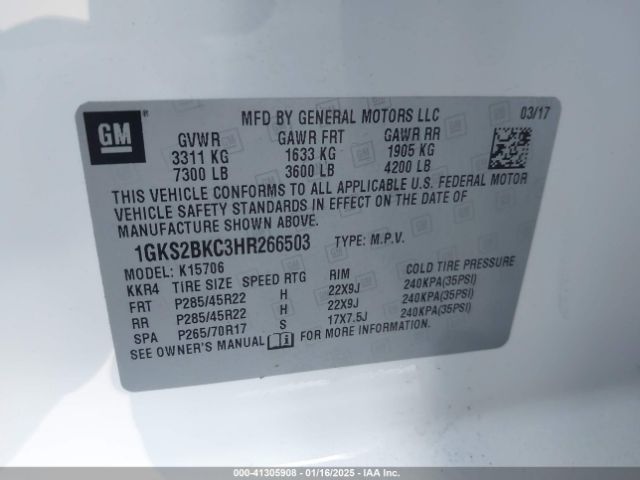 GM ®
MFD BY GENERAL MOTORS LLC 03/17
GVWR GAWR FRT GAWR RR
3311 KG 1633 KG 1905 KG
7300 LB 3600 LB 4200 LB
THIS VEHICLE CONFORMS TO ALL APPLICABLE U.S. FEDERAL MOTOR
VEHICLE SAFETY STANDARDS IN EFFECT ON THE DATE OF
MANUFACTURE SHOWN ABOVE.
1GKS2BKC3HR266503 TYPE: M.P.V.
MODEL: K15706
KKR4 TIRE SIZE SPEED RTG RIM COLD TIRE PRESSURE
FRT P285/45R22 H 22X9J 240KPA(35PSI)
RR P285/45R22 H 22X9J 240KPA(35PSI)
SPA P265/70R17 S 17X7.5J 240KPA(35PSI)
SEE OWNER'S MANUAL FOR MORE INFORMATION.
000-41305908 - 01/16/2025 - IAAI.COM